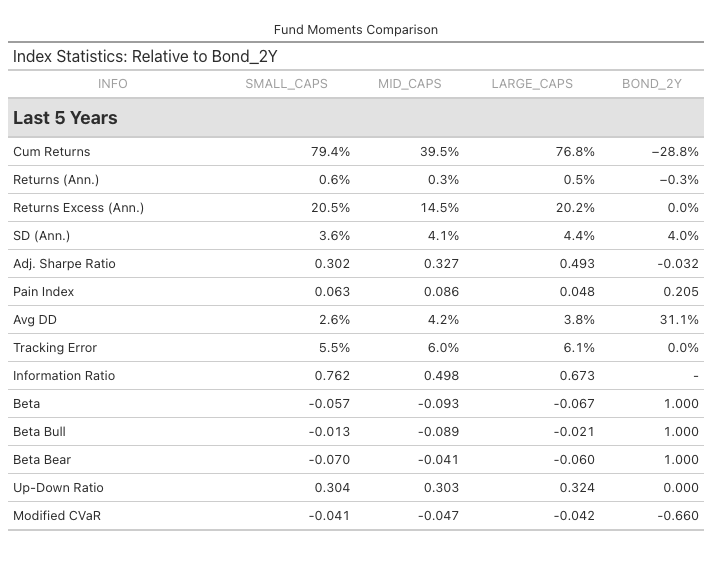 Fund Moments Comparison
Index Statistics: Relative to Bond_2Y
INFO SMALL_CAPS MID_CAPS LARGE_CAPS BOND_2Y
Last 5 Years
Cum Returns 79.4% 39.5% 76.8% −28.8%
Returns (Ann.) 0.6% 0.3% 0.5% −0.3%
Returns Excess (Ann.) 20.5% 14.5% 20.2% 0.0%
SD (Ann.) 3.6% 4.1% 4.4% 4.0%
Adj. Sharpe Ratio 0.302 0.327 0.493 -0.032
Pain Index 0.063 0.086 0.048 0.205
Avg DD 2.6% 4.2% 3.8% 31.1%
Tracking Error 5.5% 6.0% 6.1% 0.0%
Information Ratio 0.762 0.498 0.673 -
Beta -0.057 -0.093 -0.067 1.000
Beta Bull -0.013 -0.089 -0.021 1.000
Beta Bear -0.070 -0.041 -0.060 1.000
Up-Down Ratio 0.304 0.303 0.324 0.000
Modified CVaR -0.041 -0.047 -0.042 -0.660